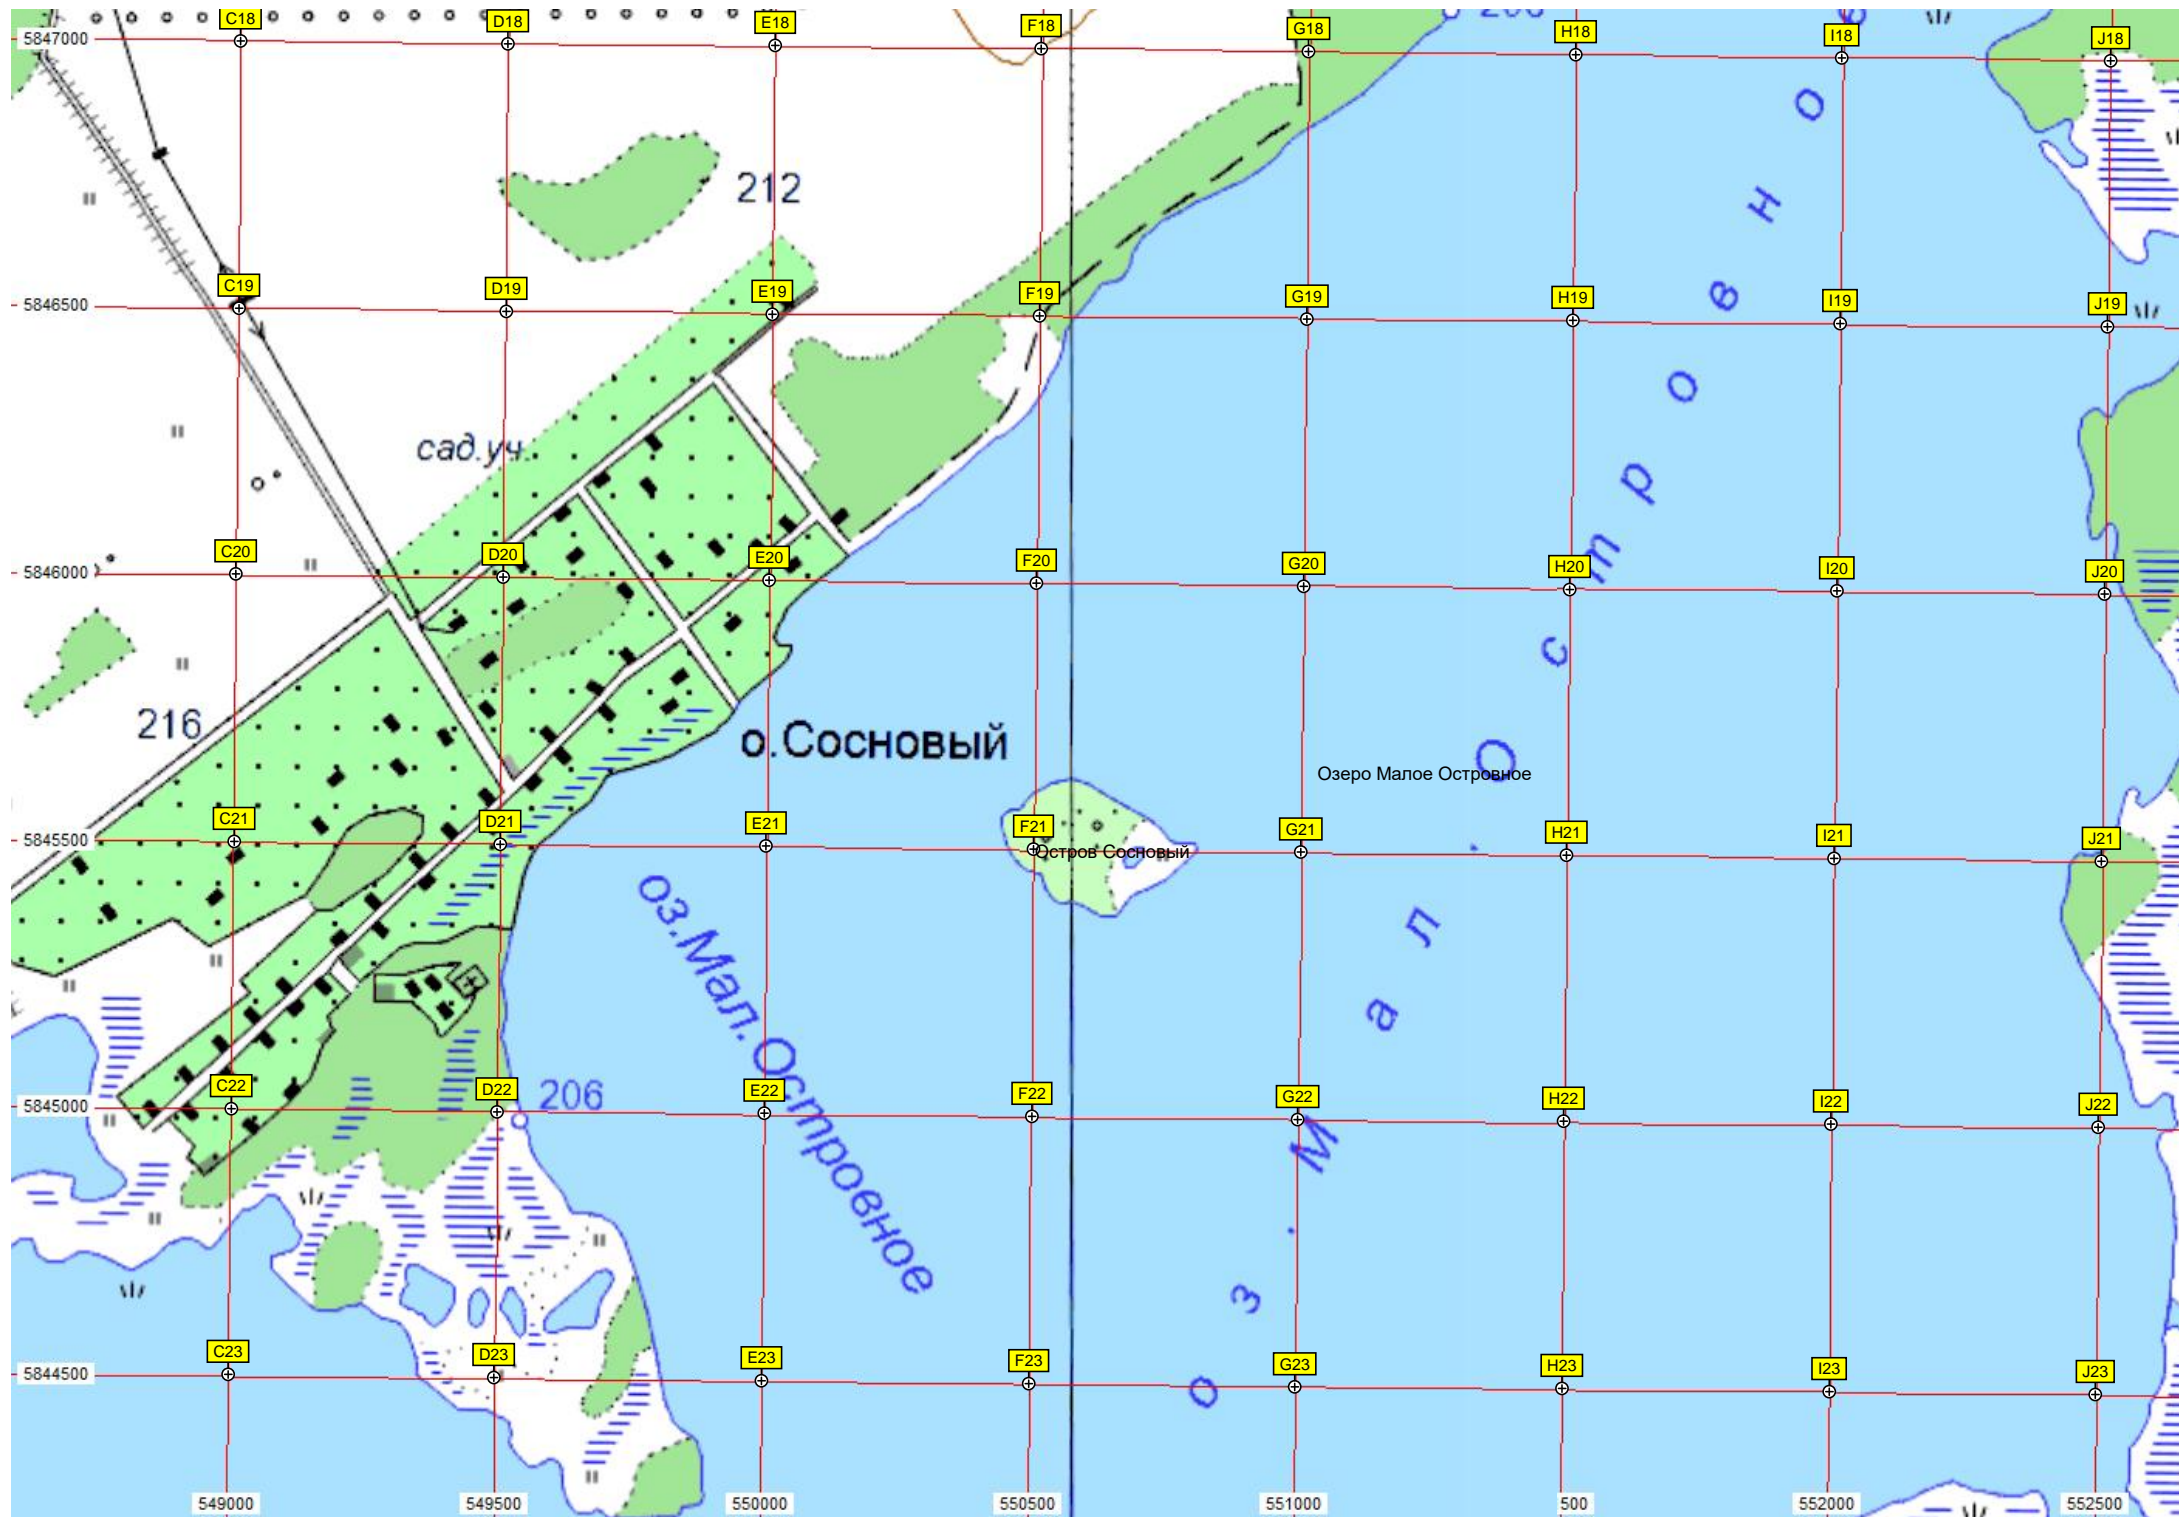 C18 D18 E18 F18 G18 H18 I18 J18
5847000
212
C19 D19 E19 F19 G19 H19 I19 J19
5846500
сад.уч.
C20 D20 E20 F20 G20 H20 I20 J20
5846000
216
о.Сосновый
Озеро Малое Островное
C21 D21 E21 F21 G21 H21 I21 J21
5845500
Остров Сосновый
оз.Мал.Островное
оз. Мал. Островно
C22 D22 E22 F22 G22 H22 I22 J22
5845000
206
C23 D23 E23 F23 G23 H23 I23 J23
5844500
549000 549500 550000 550500 551000 500 552000 552500